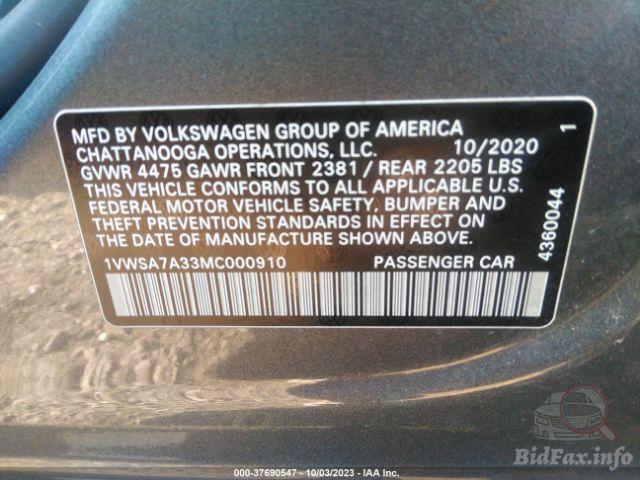 MFD BY VOLKSWAGEN GROUP OF AMERICA
CHATTANOOGA OPERATIONS, LLC. 10/2020
GVWR 4475 GAWR FRONT 2381 / REAR 2205 LBS
THIS VEHICLE CONFORMS TO ALL APPLICABLE U.S.
FEDERAL MOTOR VEHICLE SAFETY, BUMPER AND
THEFT PREVENTION STANDARDS IN EFFECT ON
THE DATE OF MANUFACTURE SHOWN ABOVE.
1VWSA7A33MC000910 PASSENGER CAR
4360044 1
BidFax.info
000-37690547 - 10/03/2023 - IAA Inc.